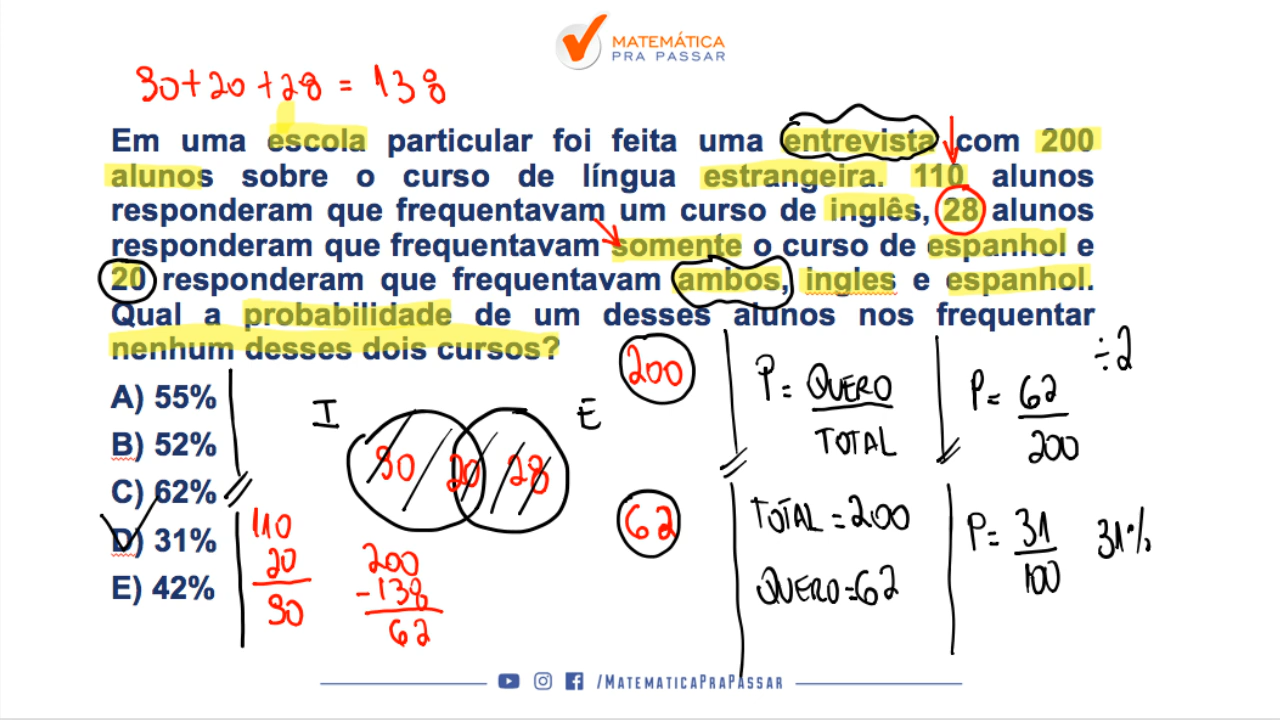 MATEMÁTICA
PRA PASSAR
90+20+28 = 138
Em uma escola particular foi feita uma entrevista com 200
alunos sobre o curso de língua estrangeira. 110 alunos
responderam que frequentavam um curso de inglês, 28 alunos
responderam que frequentavam somente o curso de espanhol e
20 responderam que frequentavam ambos, ingles e espanhol.
Qual a probabilidade de um desses alunos nos frequentar
nenhum desses dois cursos?
A) 55%
B) 52%
C) 62%
D) 31%
E) 42%
110
20
90
I
E
90
20
28
200
-138
62
200
62
P = QUERO
TOTAL
TOTAL = 200
QUERO = 62
P = 62
200
÷2
P = 31
100
31%
/MATEMATICAPRAPASSAR